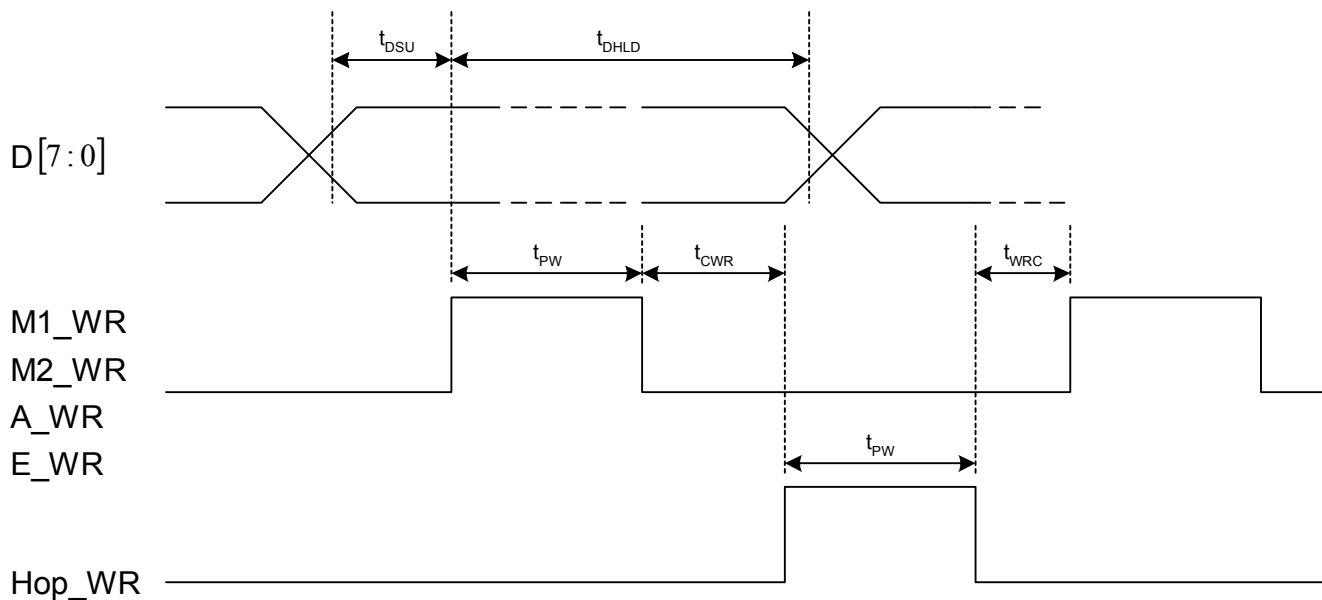 tDSU
tDHLD
D[7:0]
tPW
tCWR
tWRC
M1_WR
M2_WR
A_WR
E_WR
tPW
Hop_WR